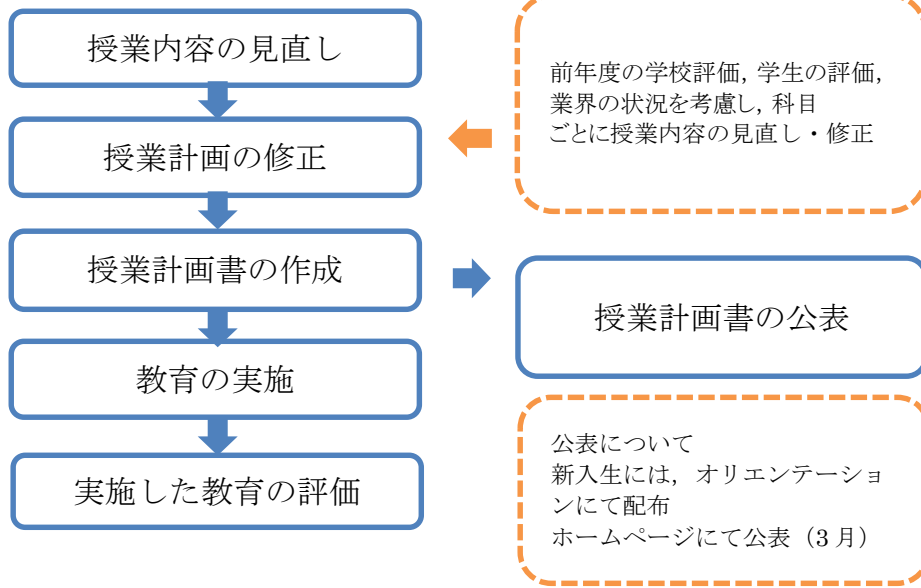 授業内容の見直し
授業計画の修正
前年度の学校評価，学生の評価，
業界の状況を考慮し，科目
ごとに授業内容の見直し・修正
授業計画書の作成
授業計画書の公表
教育の実施
実施した教育の評価
公表について
新入生には，オリエンテーショ
ンにて配布
ホームページにて公表（3 月）